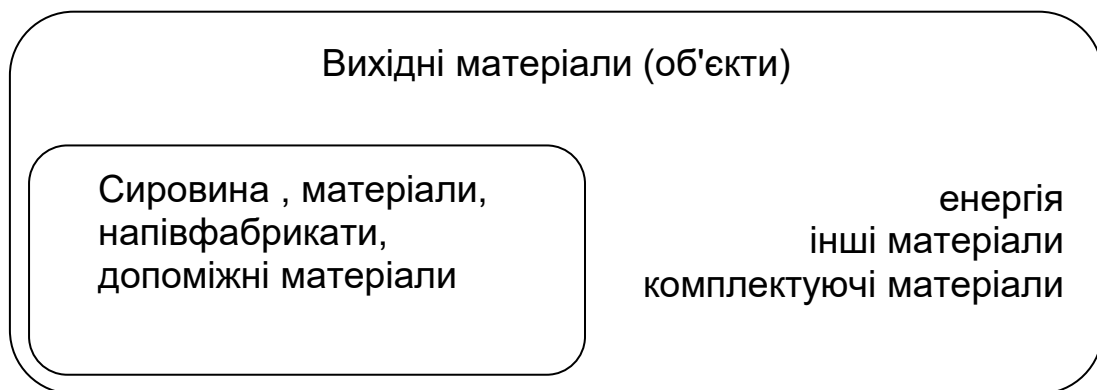 Вихідні матеріали (об'єкти)
Сировина , матеріали,
напівфабрикати,
допоміжні матеріали
енергія
інші матеріали
комплектуючі матеріали